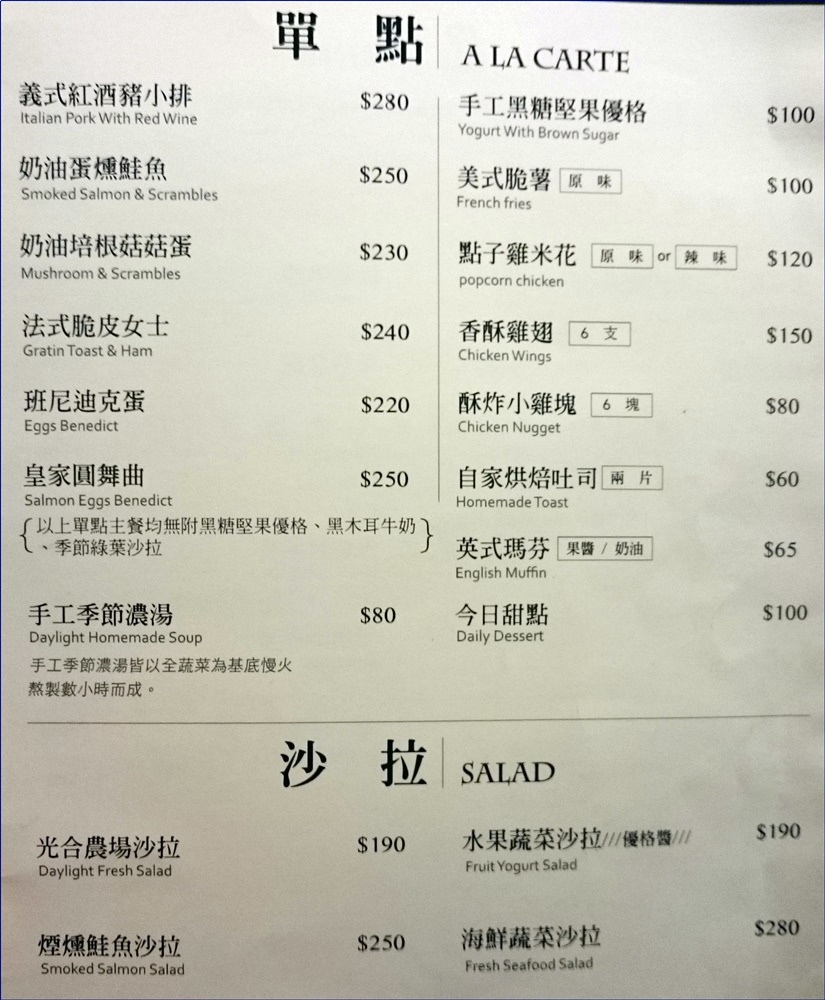 單 點 A LA CARTE
義式紅酒豬小排 $280
Italian Pork With Red Wine
奶油蛋燻鮭魚 $250
Smoked Salmon & Scrambles
奶油培根菇菇蛋 $230
Mushroom & Scrambles
法式脆皮女士 $240
Gratin Toast & Ham
班尼迪克蛋 $220
Eggs Benedict
皇家圓舞曲 $250
Salmon Eggs Benedict
{以上單點主餐均無附黑糖堅果優格、黑木耳牛奶
、季節綠葉沙拉}
手工季節濃湯 $80
Daylight Homemade Soup
手工季節濃湯皆以全蔬菜為基底慢火
熬製數小時而成。
手工黑糖堅果優格 $100
Yogurt With Brown Sugar
美式脆薯 原 味 $100
French fries
點子雞米花 原 味 or 辣 味 $120
popcorn chicken
香酥雞翅 6 支 $150
Chicken Wings
酥炸小雞塊 6 塊 $80
Chicken Nugget
自家烘焙吐司 兩 片 $60
Homemade Toast
英式瑪芬 果醬 / 奶油 $65
English Muffin
今日甜點 $100
Daily Dessert
沙 拉 SALAD
光合農場沙拉 $190
Daylight Fresh Salad
煙燻鮭魚沙拉 $250
Smoked Salmon Salad
水果蔬菜沙拉///優格醬/// $190
Fruit Yogurt Salad
海鮮蔬菜沙拉 $280
Fresh Seafood Salad